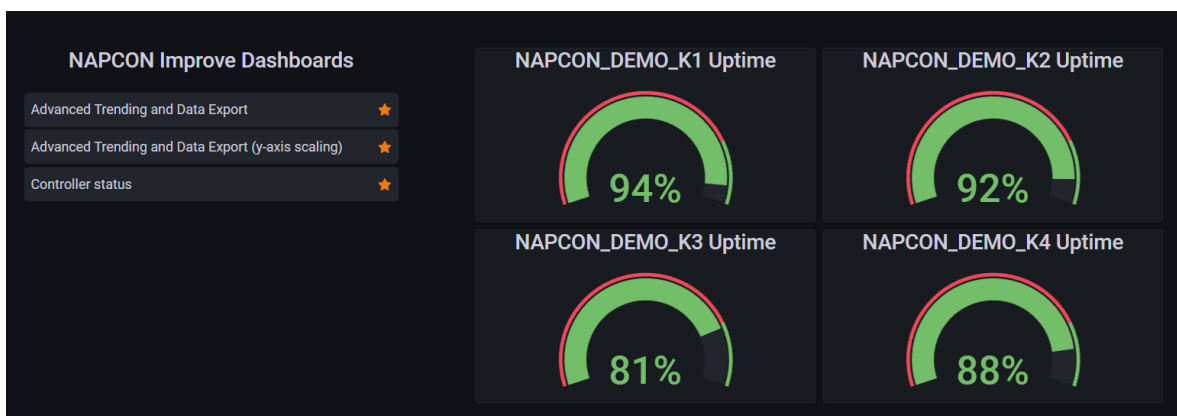 NAPCON Improve Dashboards
Advanced Trending and Data Export
Advanced Trending and Data Export (y-axis scaling)
Controller status
NAPCON_DEMO_K1 Uptime
94%
NAPCON_DEMO_K2 Uptime
92%
NAPCON_DEMO_K3 Uptime
81%
NAPCON_DEMO_K4 Uptime
88%